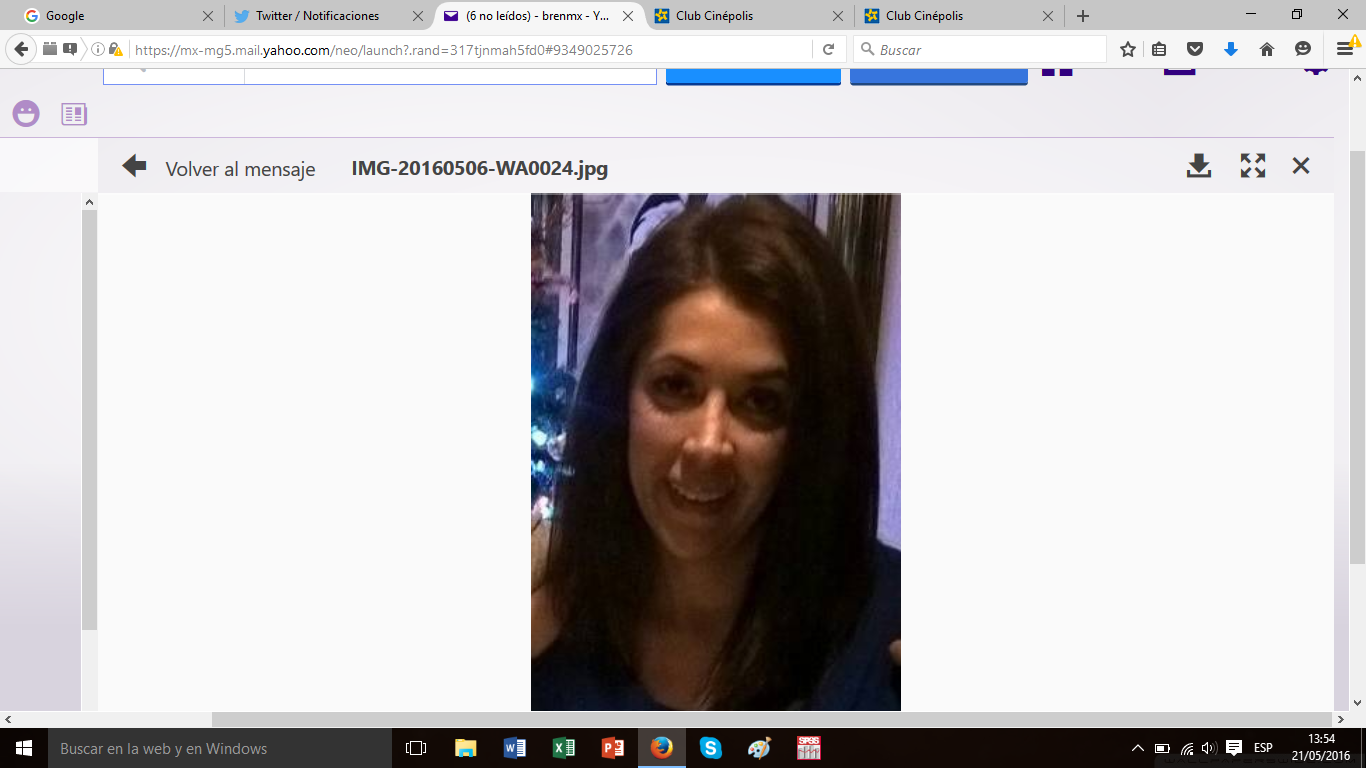 Google
Twitter / Notificaciones
(6 no leídos) - brenmx - Y...
Club Cinépolis
Club Cinépolis
https://mx-mg5.mail.yahoo.com/neo/launch?.rand=317tjnmah5fd0#9349025726
Buscar
Volver al mensaje
IMG-20160506-WA0024.jpg
Buscar en la web y en Windows
SPSS
ESP
13:54
21/05/2016